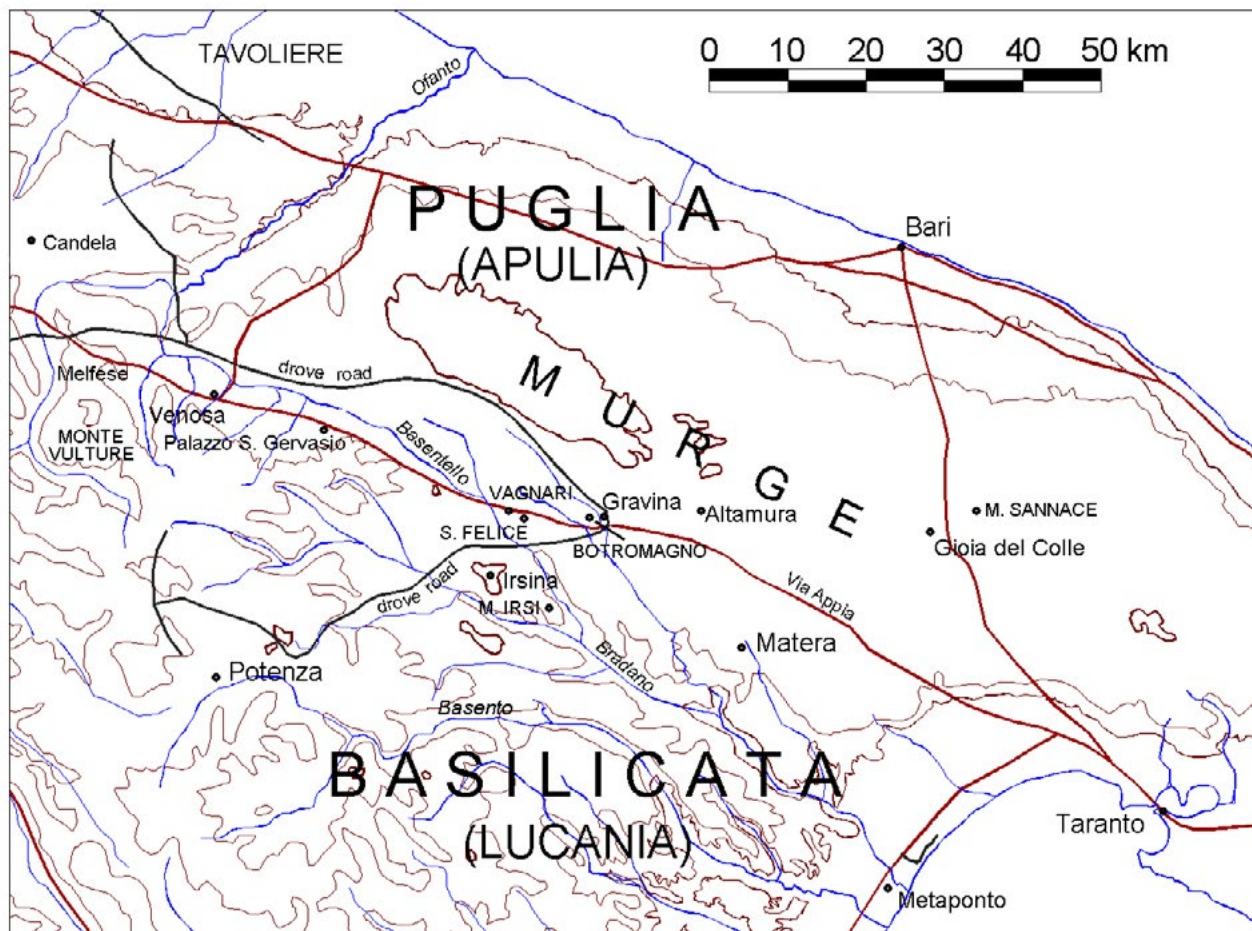 TAVOLIERE
Ofanto
0 10 20 30 40 50 km
PUGLIA
(APULIA)
Bari
Candela
MURGE
drove road
Melfese
Venosa
MONTE
VULTURE
Palazzo S. Gervasio
Basentello
VAGNARI
Gravina
Altamura
M. SANNACE
S. FELICE
BOTROMAGNO
Gioia del Colle
drove road
Irsina
M. IRSI
Via Appia
Matera
Bradano
Potenza
Basento
BASILICATA
(LUCANIA)
Taranto
Metaponto